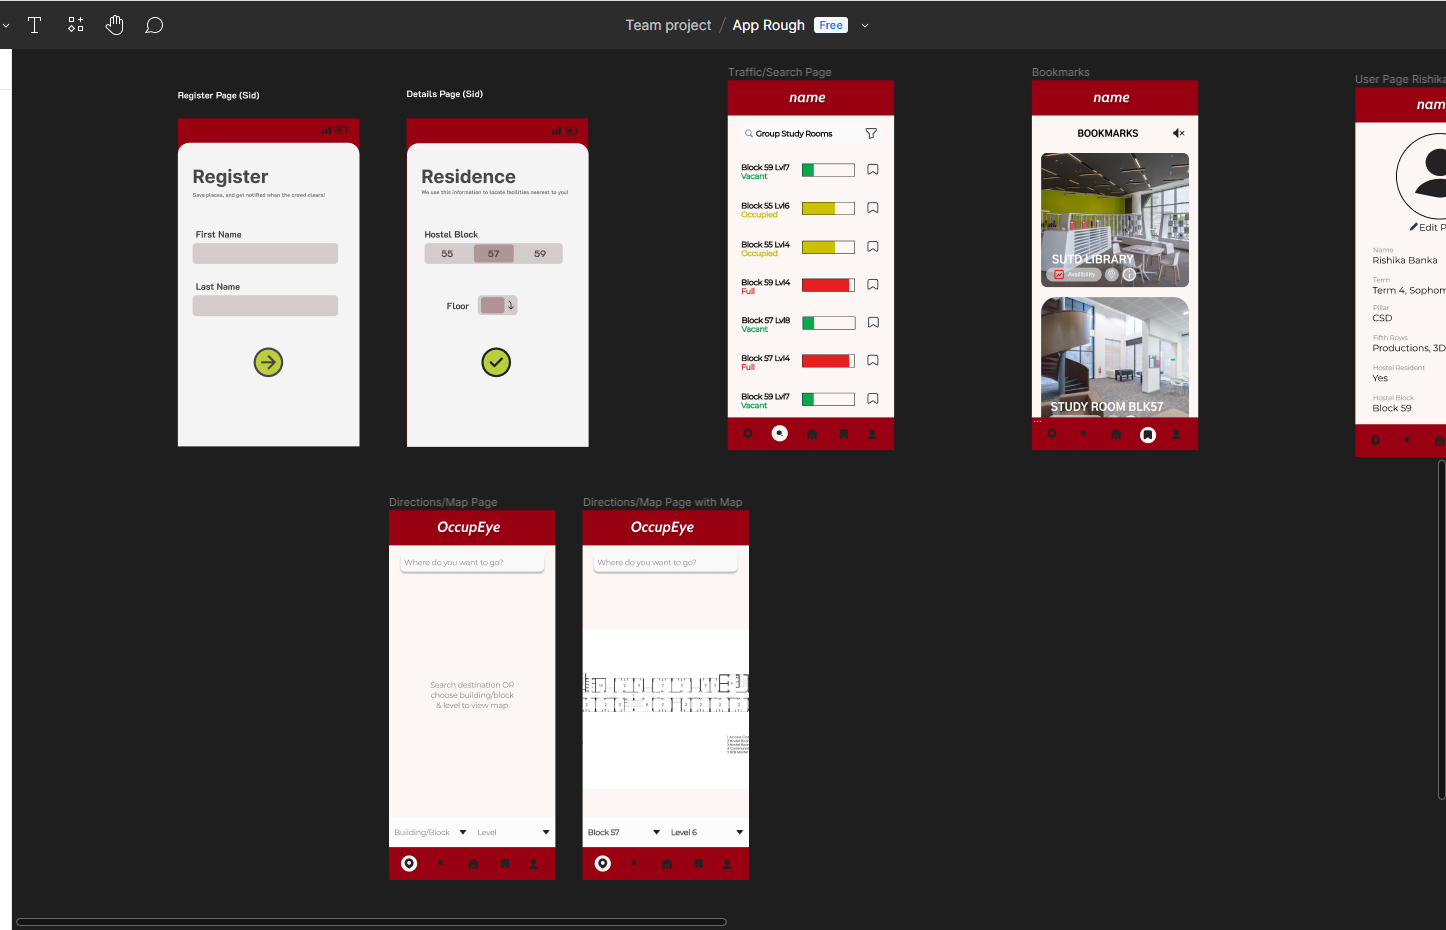 Team project / App Rough Free
Register Page (Sid)
Register
Save places, and get notified when the crowd clears!
First Name
Last Name
Details Page (Sid)
Residence
We use this information to locate facilities nearest to you!
Hostel Block
55 57 59
Floor
Traffic/Search Page
name
Group Study Rooms
Block 59 Lvl7
Vacant
Block 55 Lvl6
Occupied
Block 55 Lvl4
Occupied
Block 59 Lvl4
Full
Block 57 Lvl8
Vacant
Block 57 Lvl4
Full
Block 59 Lvl7
Vacant
Bookmarks
name
BOOKMARKS
SUTD LIBRARY
STUDY ROOM BLK57
User Page Rishika
nam
Edit P
Name
Rishika Banka
Term
Term 4, Sophom
Pillar
CSD
Fifth Rows
Productions, 3D
Hostel Resident
Yes
Hostel Block
Block 59
Directions/Map Page
OccupEye
Where do you want to go?
Search destination OR
choose building/block
& level to view map
Building/Block Level
Directions/Map Page with Map
OccupEye
Where do you want to go?
Block 57 Level 6